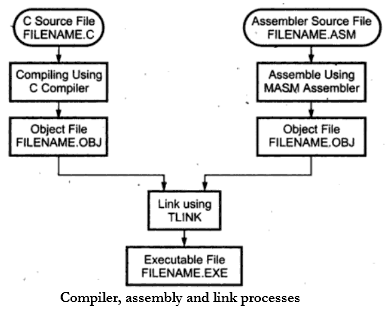 C Source File
FILENAME.C
Assembler Source File
FILENAME.ASM
Compiling Using
C Compiler
Assemble Using
MASM Assembler
Object File
FILENAME.OBJ
Object File
FILENAME.OBJ
Link using
TLINK
Executable File
FILENAME.EXE
Compiler, assembly and link processes